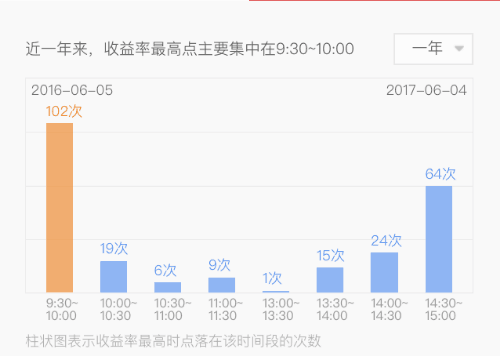 近一年来，收益率最高点主要集中在9:30~10:00
一年
2016-06-05
2017-06-04
102次
19次
6次
9次
1次
15次
24次
64次
9:30~
10:00
10:00~
10:30
10:30~
11:00
11:00~
11:30
13:00~
13:30
13:30~
14:00
14:00~
14:30
14:30~
15:00
柱状图表示收益率最高时点落在该时间段的次数